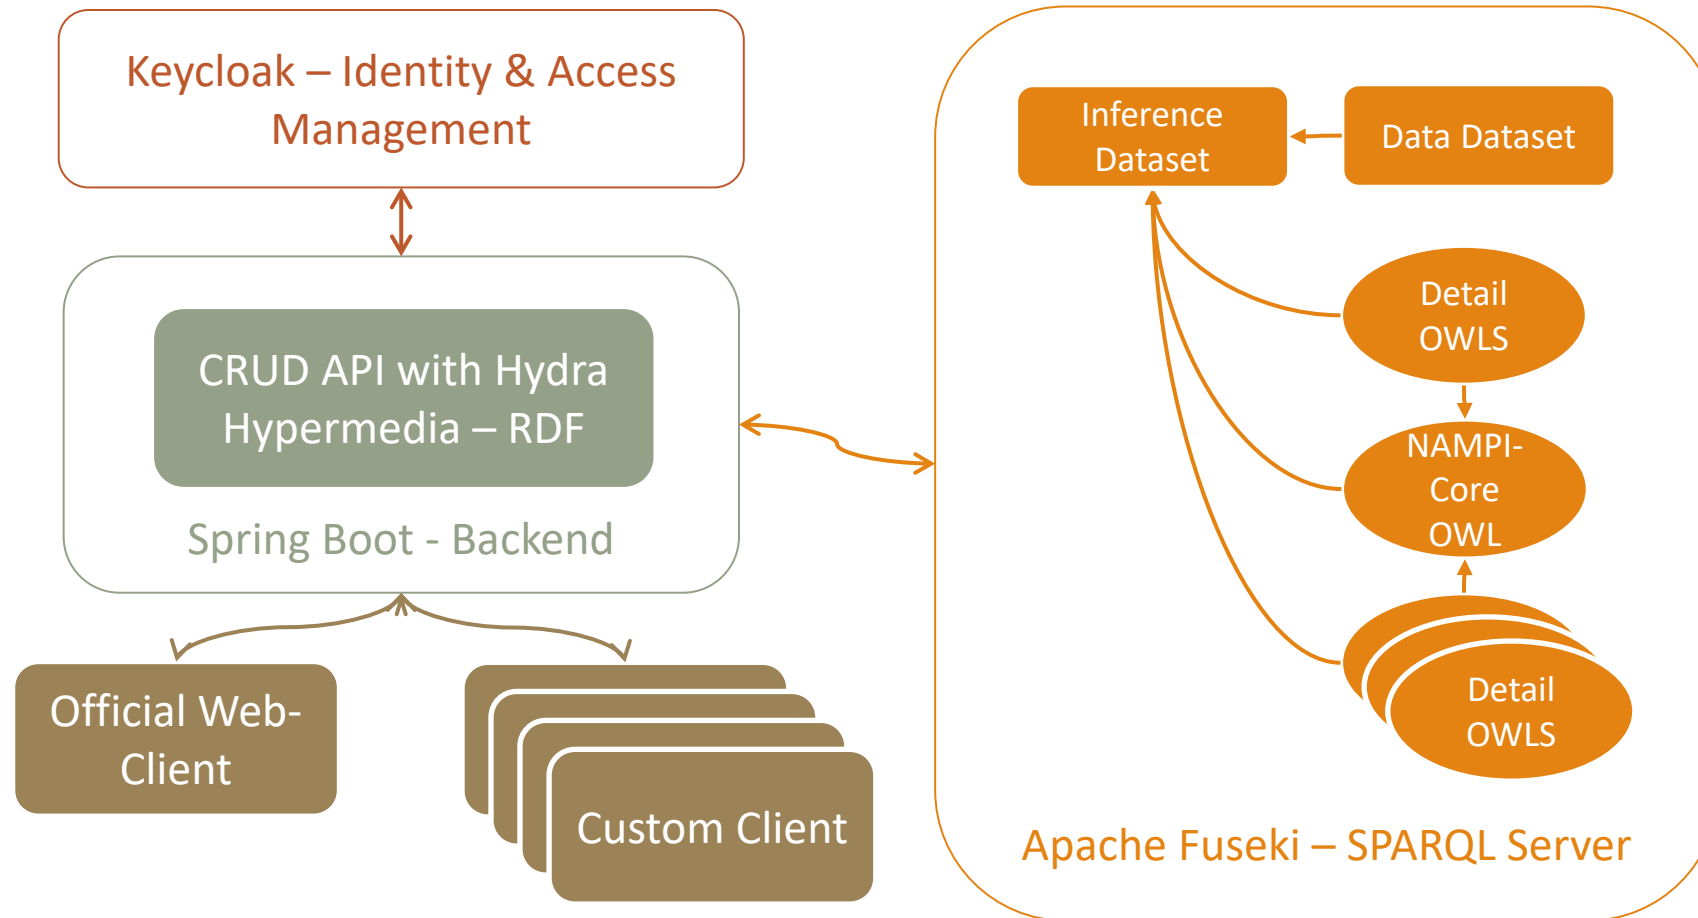 Keycloak – Identity & Access
Management
CRUD API with Hydra
Hypermedia – RDF
Spring Boot - Backend
Official Web-
Client
Custom Client
Inference
Dataset
Data Dataset
Detail
OWLS
NAMPI-
Core
OWL
Detail
OWLS
Apache Fuseki – SPARQL Server